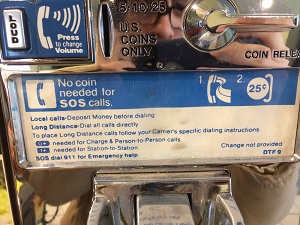 LOUD
Press
to change
Volume
5·10·25
U.S.
COINS
ONLY
COIN RELEA
No coin
needed for
SOS calls.
1
2.
25¢
Local calls-Deposit Money before dialing
Long Distance-Dial all calls directly
To place Long Distance calls follow your Carrier's specific dialing instructions
0+ needed for Charge & Person-to-Person calls
1+ needed for Station-to-Station
Change not provided
SOS dial 911 for Emergency help
DTF 9